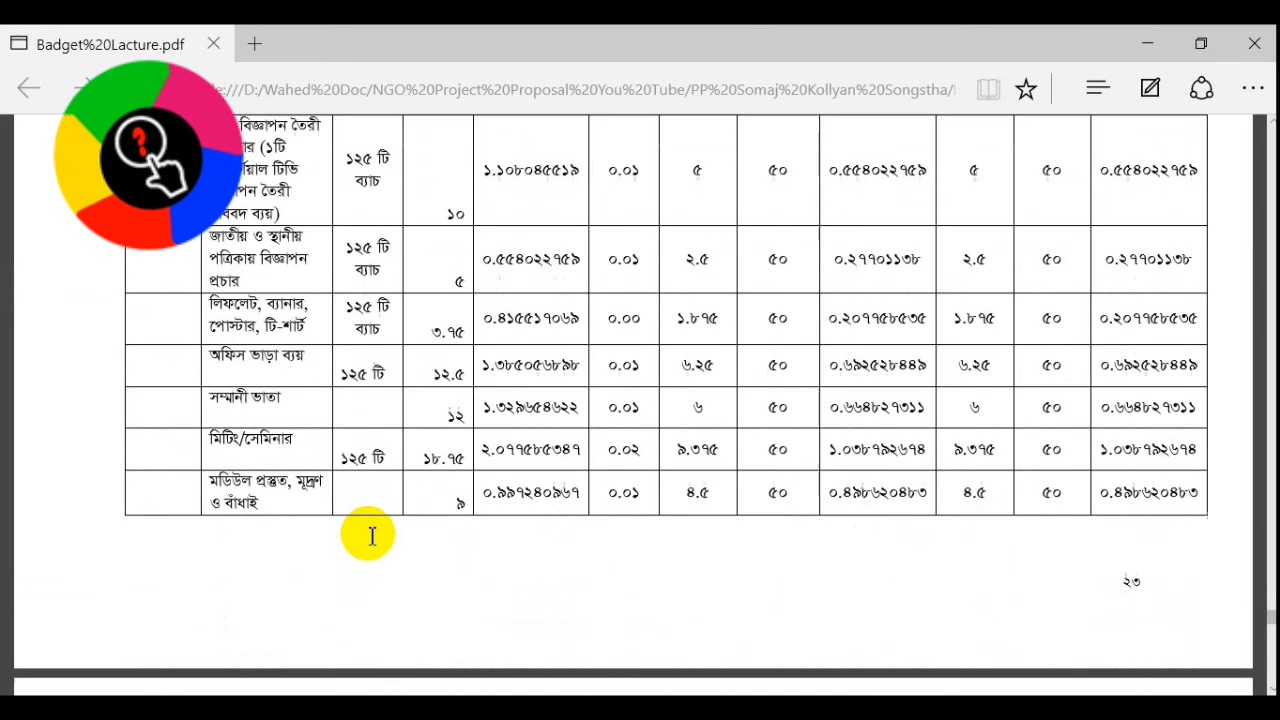 Badget%20Lacture.pdf
le:///D:/Wahed%20Doc/NGO%20Project%20Proposal%20You%20Tube/PP%20Somaj%20Kollyan%20Songstha/
বিজ্ঞাপন তৈরী
(১টি
টিভি
তৈরী
ব্যয়)
১২৫ টি
ব্যাচ
১০
১.১০৮০৪৫৫১৯
০.০১
৫
৫০
০.৫৫৪০২২৭৫৯
৫
৫০
০.৫৫৪০২২৭৫৯
জাতীয় ও স্থানীয়
পত্রিকায় বিজ্ঞাপন
প্রচার
১২৫ টি
ব্যাচ
৫
০.৫৫৪০২২৭৫৯
০.০১
২.৫
৫০
০.২৭৭০১১৩৮
২.৫
৫০
০.২৭৭০১১৩৮
লিফলেট, ব্যানার,
পোস্টার, টি-শার্ট
১২৫ টি
ব্যাচ
৩.৭৫
০.৪১৫৫১৭০৬৯
০.০০
১.৮৭৫
৫০
০.২০৭৭৫৮৫৩৫
১.৮৭৫
৫০
০.২০৭৭৫৮৫৩৫
অফিস ভাড়া ব্যয়
১২৫ টি
১২.৫
১.৩৮৫০৫৬৮৯৮
০.০১
৬.২৫
৫০
০.৬৯২৫২৮৪৪৯
৬.২৫
৫০
০.৬৯২৫২৮৪৪৯
সম্মানী ভাতা
১২
১.৩২৯৬৫৪৬২২
০.০১
৬
৫০
০.৬৬৪৮২৭৩১১
৬
৫০
০.৬৬৪৮২৭৩১১
মিটিং/সেমিনার
১২৫ টি
১৮.৭৫
২.০৭৭৫৮৫৩৪৭
০.০২
৯.৩৭৫
৫০
১.০৩৮৭৯২৬৭৪
৯.৩৭৫
৫০
১.০৩৮৭৯২৬৭৪
মডিউল প্রস্তুত, মূদ্রণ
ও বাঁধাই
৯
০.৯৯৭২৪০৯৬৭
০.০১
৪.৫
৫০
০.৪৯৮৬২০৪৮৩
৪.৫
৫০
০.৪৯৮৬২০৪৮৩
২৩